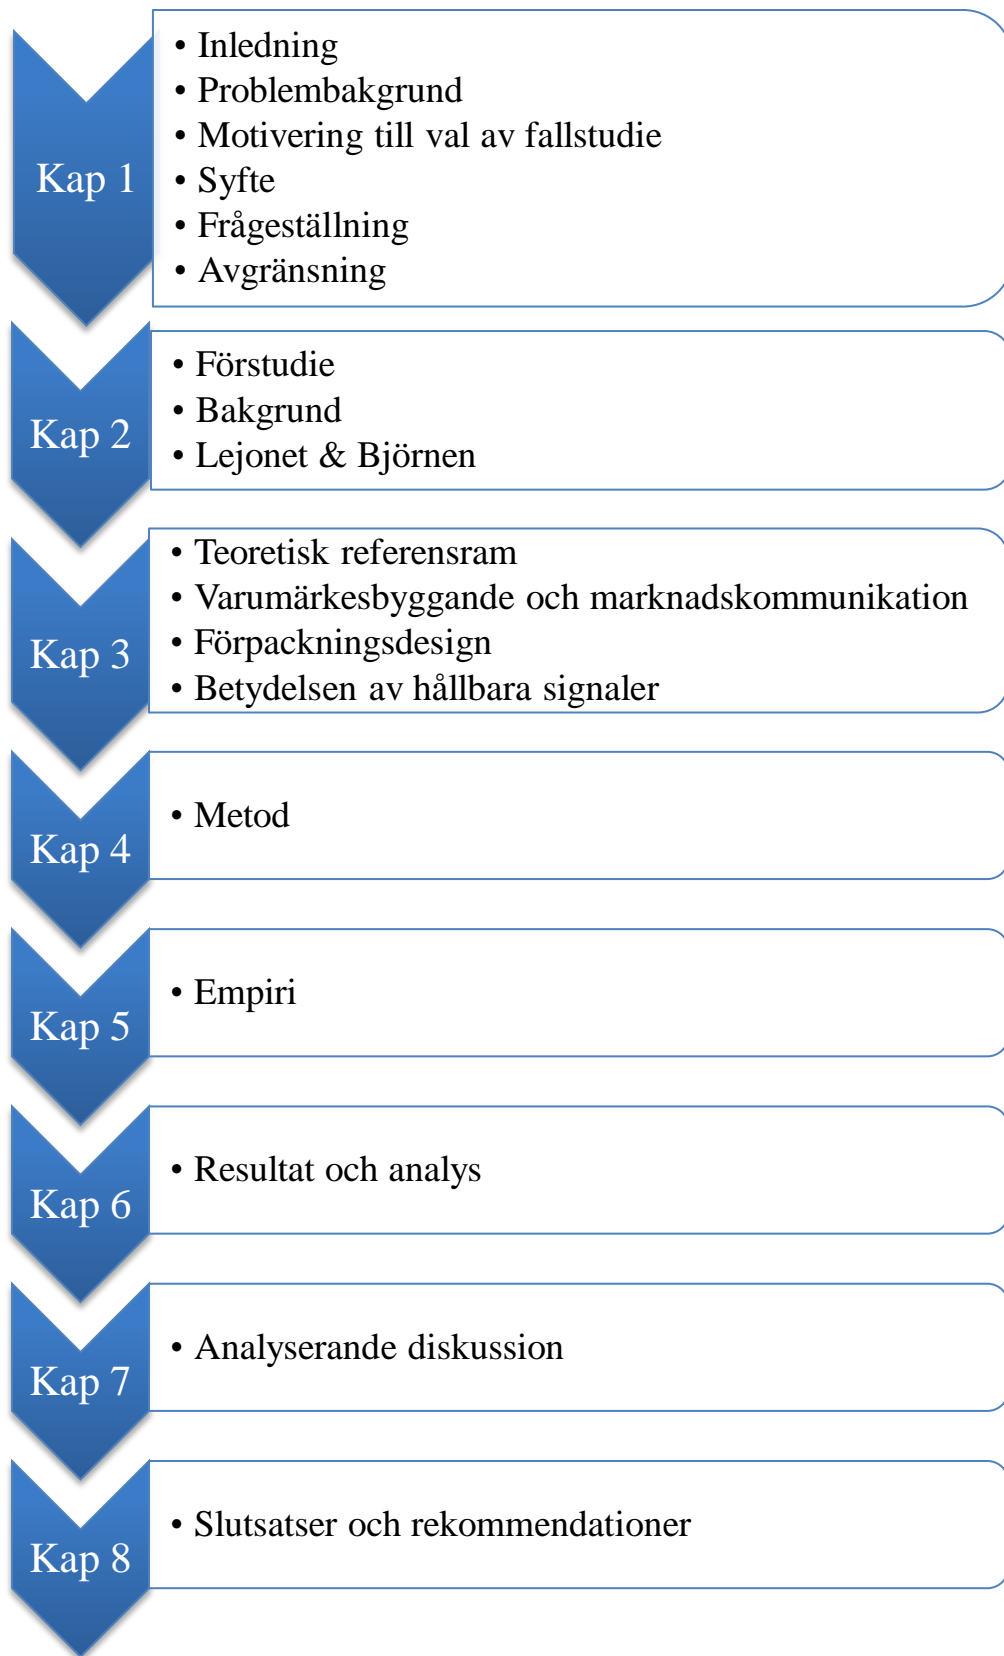 Kap 1
• Inledning
• Problembakgrund
• Motivering till val av fallstudie
• Syfte
• Frågeställning
• Avgränsning
Kap 2
• Förstudie
• Bakgrund
• Lejonet & Björnen
Kap 3
• Teoretisk referensram
• Varumärkesbyggande och marknadskommunikation
• Förpackningsdesign
• Betydelsen av hållbara signaler
Kap 4
• Metod
Kap 5
• Empiri
Kap 6
• Resultat och analys
Kap 7
• Analyserande diskussion
Kap 8
• Slutsatser och rekommendationer